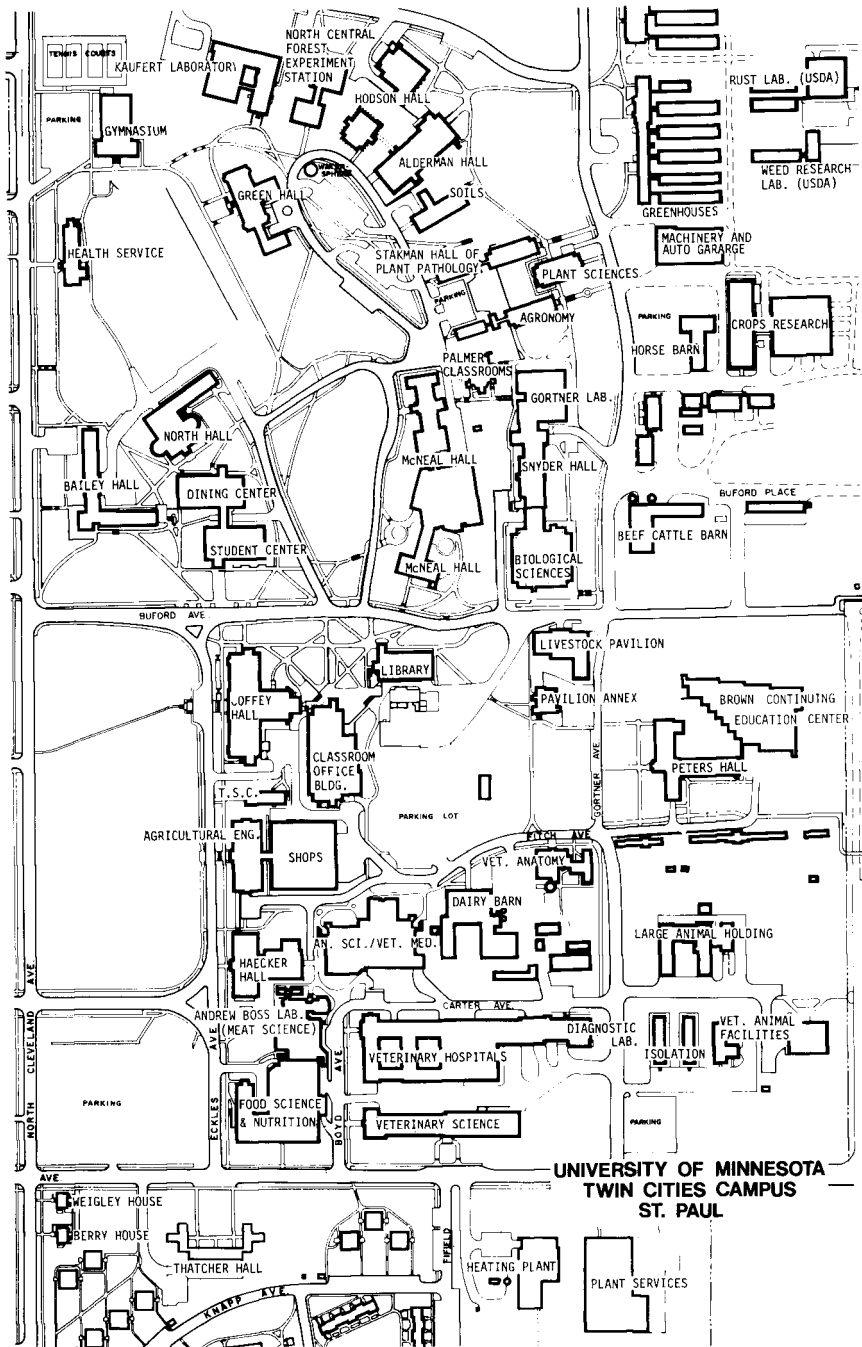 TENNIS COURTS
KAUFERT LABORATORY
NORTH CENTRAL
FOREST
EXPERIMENT
STATION
HODSON HALL
RUST LAB. (USDA)
PARKING
GYMNASIUM
ALDERMAN HALL
WEED RESEARCH
LAB. (USDA)
GREEN HALL
SOILS
GREENHOUSES
HEALTH SERVICE
STAKMAN HALL OF
PLANT PATHOLOGY.
PLANT SCIENCES
MACHINERY AND
AUTO GARARGE
PARKING
AGRONOMY
PARKING
CROPS RESEARCH
HORSE BARN
PALMER
CLASSROOMS
GORTNER LAB.
NORTH HALL
McNEAL HALL
SNYDER HALL
BAILEY HALL
DINING CENTER
BUFORD PLACE
STUDENT CENTER
BEEF CATTLE BARN
McNEAL HALL
BIOLOGICAL
SCIENCES
BUFORD AVE.
LIVESTOCK PAVILION
LIBRARY
COFFEY
HALL
PAVILION ANNEX
BROWN CONTINUING
EDUCATION CENTER
CLASSROOM
OFFICE
BLDG.
GORTNER AVE.
PETERS HALL
T.S.C.
PARKING LOT
AGRICULTURAL ENG.
SHOPS
FITCH AVE
VET. ANATOMY
DAIRY BARN
AN. SCI./VET. MED.
LARGE ANIMAL HOLDING
HAECKER
HALL
CARTER AVE.
ANDREW BOSS LAB.
(MEAT SCIENCE)
DIAGNOSTIC
LAB.
VET. ANIMAL
FACILITIES
VETERINARY HOSPITALS
ISOLATION
NORTH CLEVELAND AVE
PARKING
ECKLES AVE
FOOD SCIENCE
& NUTRITION
BOYD AVE
VETERINARY SCIENCE
PARKING
UNIVERSITY OF MINNESOTA
TWIN CITIES CAMPUS
ST. PAUL
AVE
WEIGLEY HOUSE
BERRY HOUSE
THATCHER HALL
FIFIELD
HEATING PLANT
PLANT SERVICES
KNAPP AVE.